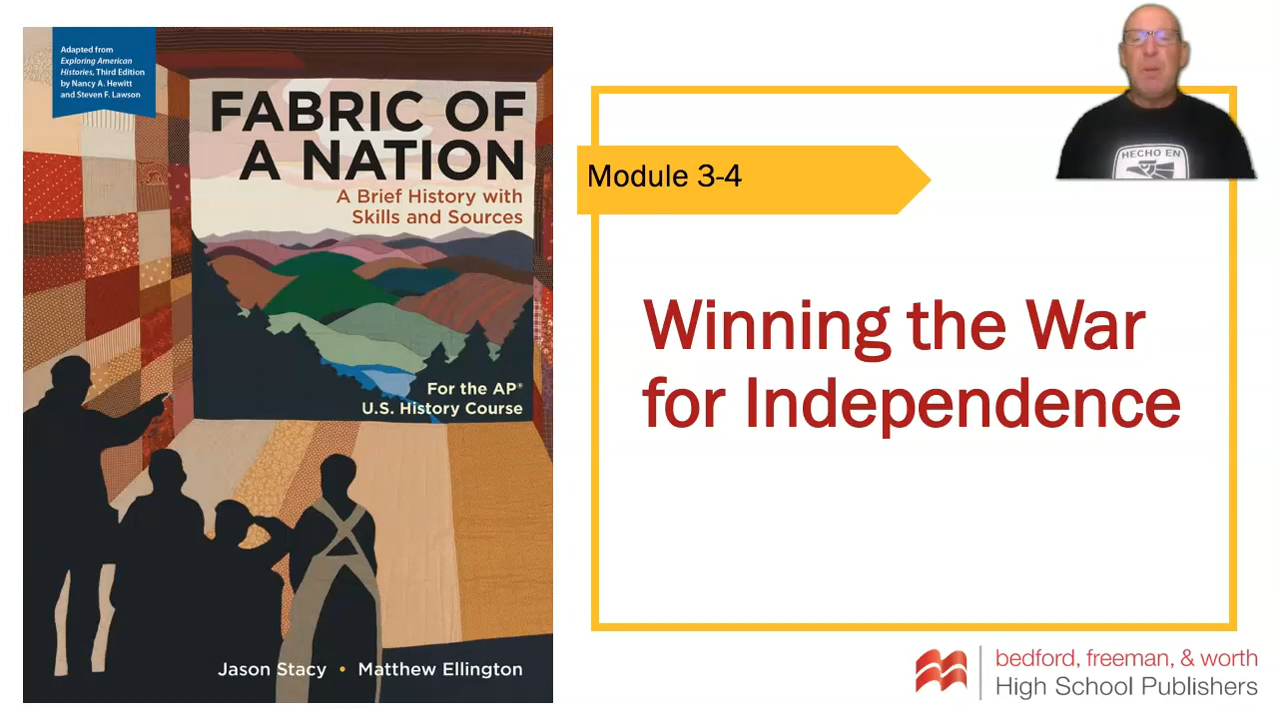 Adapted from
Exploring American
Histories, Third Edition
by Nancy A. Hewitt
and Steven F. Lawson
FABRIC OF
A NATION
A Brief History with
Skills and Sources
For the AP®
U.S. History Course
Jason Stacy • Matthew Ellington
Module 3-4
Winning the War
for Independence
HECHO EN
bedford, freeman, & worth
High School Publishers